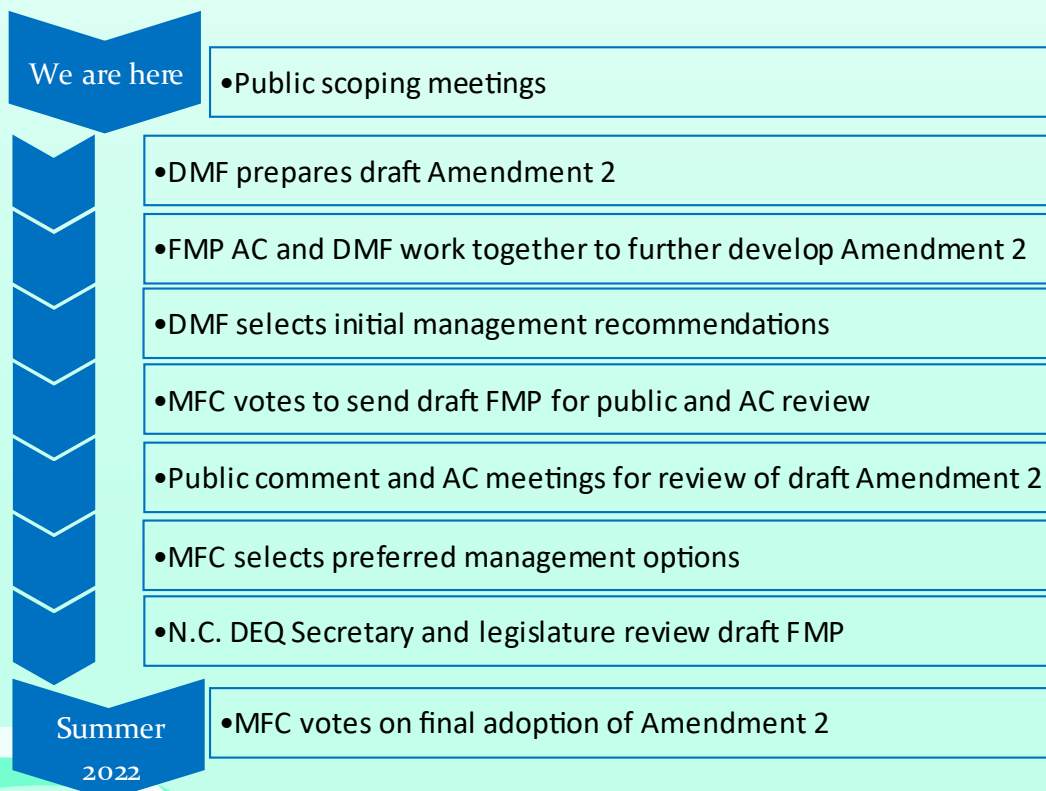 We are here
•Public scoping meetings
•DMF prepares draft Amendment 2
•FMP AC and DMF work together to further develop Amendment 2
•DMF selects initial management recommendations
•MFC votes to send draft FMP for public and AC review
•Public comment and AC meetings for review of draft Amendment 2
•MFC selects preferred management options
•N.C. DEQ Secretary and legislature review draft FMP
Summer
2022
•MFC votes on final adoption of Amendment 2